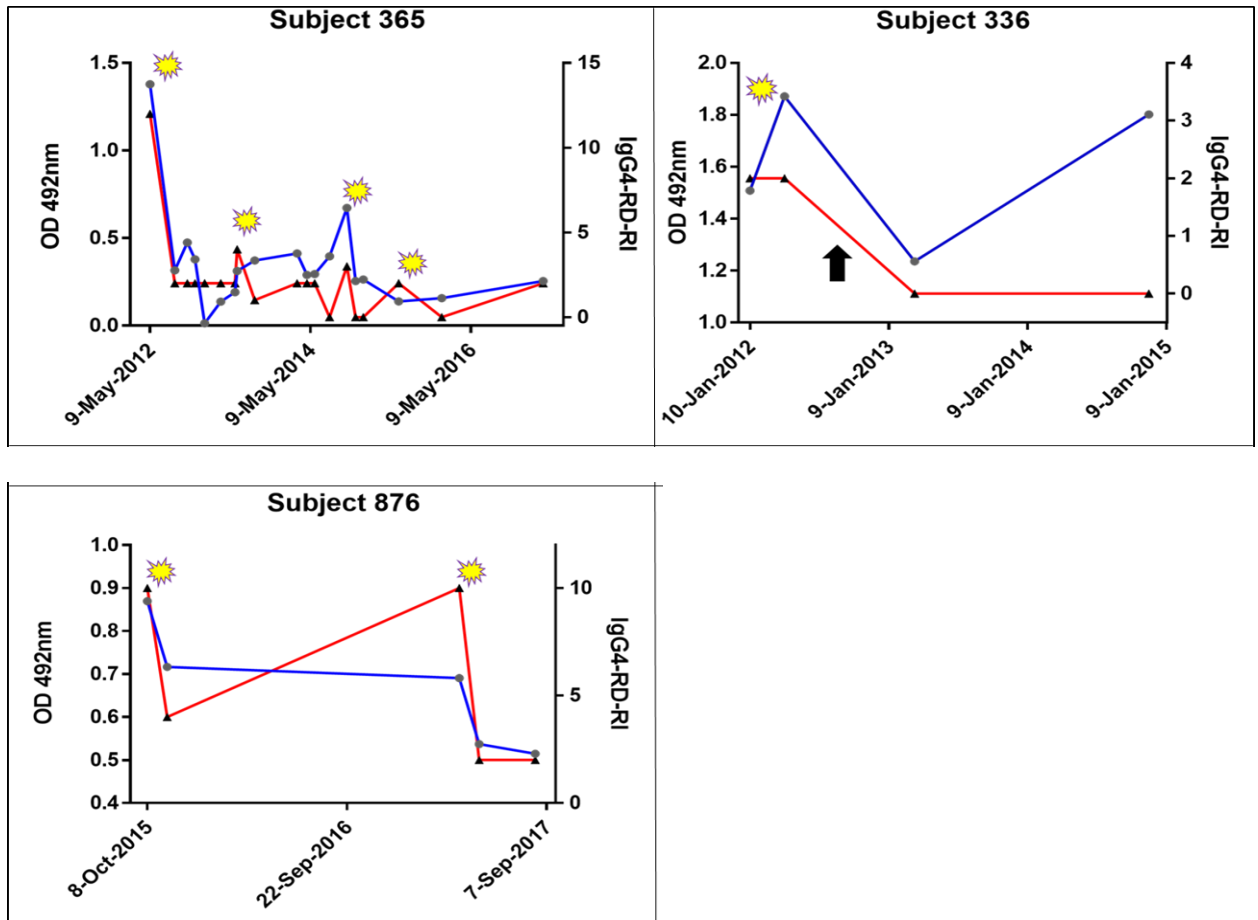 Subject 365
1.5
1.0
0.5
0.0
OD 492nm
15
10
5
0
IgG4-RD-RI
9-May-2012
9-May-2014
9-May-2016
Subject 336
2.0
1.8
1.6
1.4
1.2
1.0
OD 492nm
4
3
2
1
0
IgG4-RD-RI
10-Jan-2012
9-Jan-2013
9-Jan-2014
9-Jan-2015
Subject 876
1.0
0.9
0.8
0.7
0.6
0.5
0.4
OD 492nm
10
5
0
IgG4-RD-RI
8-Oct-2015
22-Sep-2016
7-Sep-2017